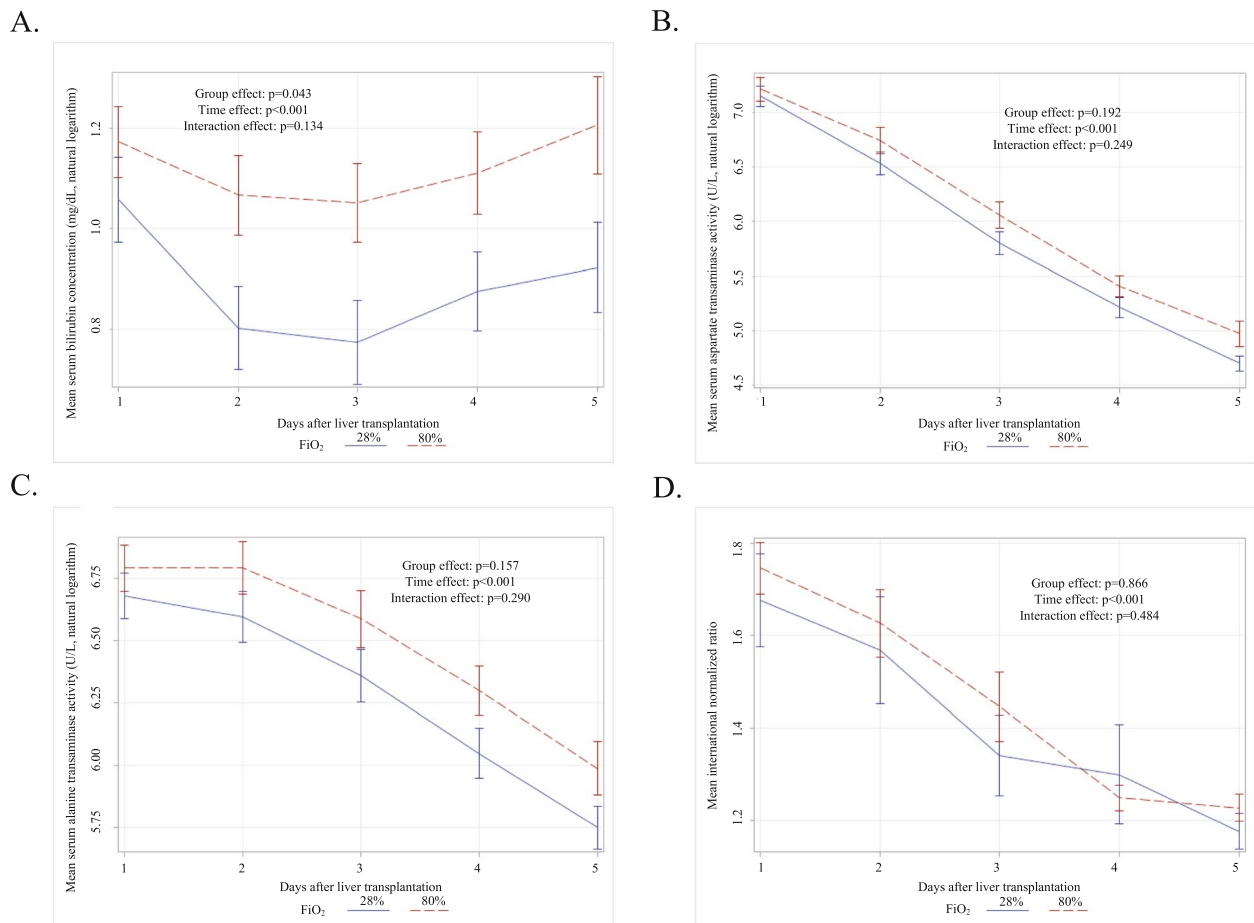 A.
Mean serum bilirubin concentration (mg/dL, natural logarithm)
Group effect: p=0.043
Time effect: p<0.001
Interaction effect: p=0.134
1.2
1.0
0.8
1 2 3 4 5
Days after liver transplantation
FiO₂ 28% 80%
B.
Mean serum aspartate transaminase activity (U/L, natural logarithm)
Group effect: p=0.192
Time effect: p<0.001
Interaction effect: p=0.249
7.0
6.5
6.0
5.5
5.0
4.5
1 2 3 4 5
Days after liver transplantation
FiO₂ 28% 80%
C.
Mean serum alanine transaminase activity (U/L, natural logarithm)
Group effect: p=0.157
Time effect: p<0.001
Interaction effect: p=0.290
6.75
6.50
6.25
6.00
5.75
1 2 3 4 5
Days after liver transplantation
FiO₂ 28% 80%
D.
Mean international normalized ratio
Group effect: p=0.866
Time effect: p<0.001
Interaction effect: p=0.484
1.8
1.6
1.4
1.2
1 2 3 4 5
Days after liver transplantation
FiO₂ 28% 80%